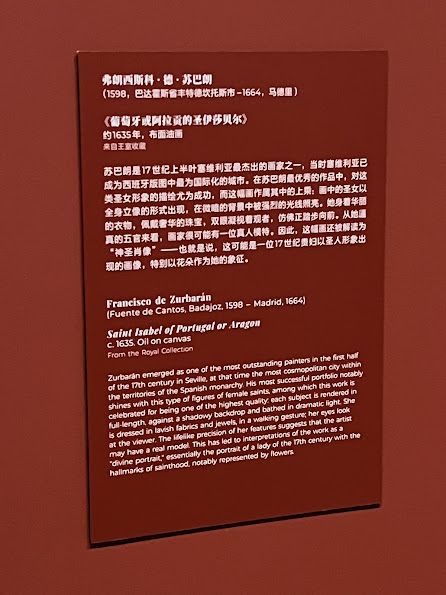 弗朗西斯科·德·苏巴朗
（1598，巴达霍斯省丰特德坎托斯市 –1664，马德里）
《葡萄牙或阿拉贡的圣伊莎贝尔》
约1635年，布面油画
来自王室收藏
苏巴朗是17世纪上半叶塞维利亚最杰出的画家之一，当时塞维利亚已
成为西班牙版图中最为国际化的城市。在苏巴朗最优秀的作品中，对这
类圣女形象的描绘尤为成功，而这幅画作属其中的上乘：画中的圣女以
全身立像的形式出现，在微暗的背景中被强烈的光线照亮。她身着华丽
的衣物，佩戴奢华的珠宝，双眼凝视着观者，仿佛正踏步向前。从她逼
真的五官来看，画家很可能有一位真人模特。因此，这幅画还被解读为
“神圣肖像”——也就是说，这可能是一位17世纪贵妇以圣人形象出
现的画像，特别以花朵作为她的象征。
Francisco de Zurbarán
(Fuente de Cantos, Badajoz, 1598 – Madrid, 1664)
Saint Isabel of Portugal or Aragon
c. 1635. Oil on canvas
From the Royal Collection
Zurbarán emerged as one of the most outstanding painters in the first half
of the 17th century in Seville, at that time the most cosmopolitan city within
the territories of the Spanish monarchy. His most successful portfolio notably
shines with this type of figures of female saints, among which this work is
celebrated for being one of the highest quality: each subject is rendered in
full-length, against a shadowy backdrop and bathed in dramatic light. She
is dressed in lavish fabrics and jewels, in a walking gesture; her eyes look
at the viewer. The lifelike precision of her features suggests that the artist
may have a real model. This has led to interpretations of the work as a
"divine portrait," essentially the portrait of a lady of the 17th century with the
hallmarks of sainthood, notably represented by flowers.